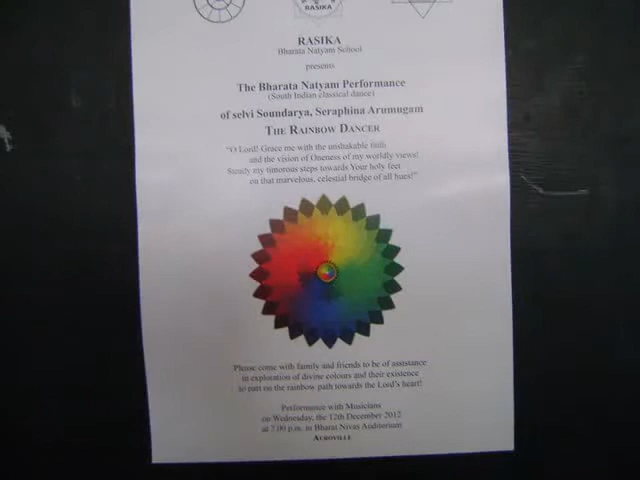 RASIKA
RASIKA
Bharata Natyam School
presents
The Bharata Natyam Performance
(South Indian classical dance)
of selvi Soundarya, Seraphina Arumugam
THE RAINBOW DANCER
"O Lord! Grace me with the unshakable faith
and the vision of Oneness of my worldly views!
Steady my timorous steps towards Your holy feet
on that marvelous, celestial bridge of all hues!"
Please come with family and friends to be of assistance
in exploration of divine colours and their existence
to run on the rainbow path towards the Lord's heart!
Performance with Musicians
on Wednesday, the 12th December 2012
at 7.00 p.m. in Bharat Nivas Auditorium
AUROVILLE